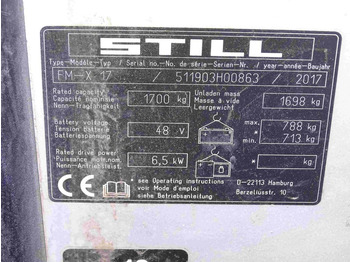 STILL
Type-Modèle-Typ / Serial no.-No. de série-Serien-Nr. / year-année-Baujahr
FM-X 17 / 511903H00863 / 2017
Rated capacity
Capacité nominale
Nenn-Tragfähigkeit
1700 kg
Unladen mass
Masse à vide
Leergewicht
1698 kg
Battery voltage
Tension batterie
Batteriespannung
48 V
max. 788 kg
min. 713 kg
Rated drive power
Puissance mot.nom.
Nenn-Antriebsleist.
6,5 kW
kg
CE
see Operating instructions
voir Mode d'emploi
siehe Betriebsanleitung
D-22113 Hamburg
Berzeliusstr. 10